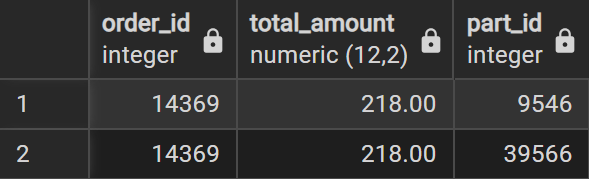 order_id total_amount part_id
integer numeric (12,2) integer
1 14369 218.00 9546
2 14369 218.00 39566